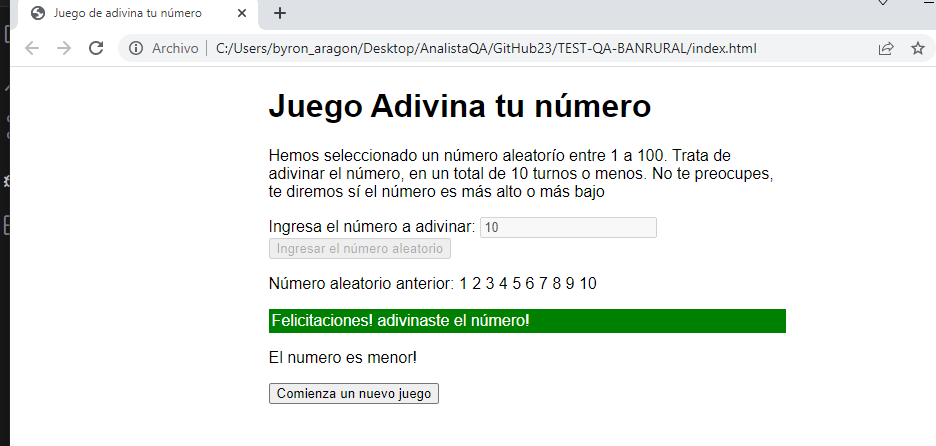 Juego de adivina tu número
Archivo C:/Users/byron_aragon/Desktop/AnalistaQA/GitHub23/TEST-QA-BANRURAL/index.html
Juego Adivina tu número
Hemos seleccionado un número aleatorío entre 1 a 100. Trata de
adivinar el número, en un total de 10 turnos o menos. No te preocupes,
te diremos sí el número es más alto o más bajo
Ingresa el número a adivinar: 10
Ingresar el número aleatorio
Número aleatorio anterior: 1 2 3 4 5 6 7 8 9 10
Felicitaciones! adivinaste el número!
El numero es menor!
Comienza un nuevo juego